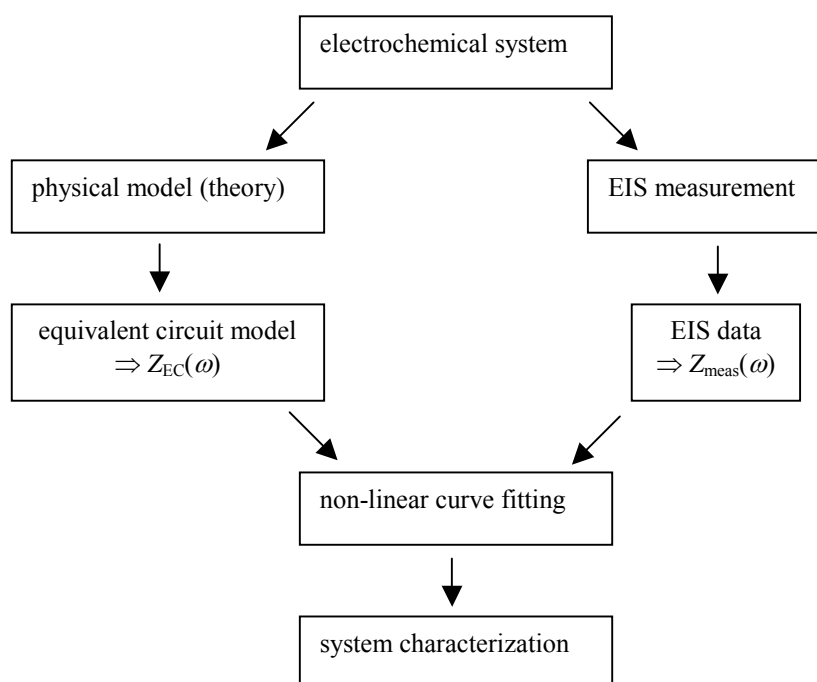 electrochemical system
physical model (theory)
EIS measurement
equivalent circuit model
⇒ Z_EC(ω)
EIS data
⇒ Z_meas(ω)
non-linear curve fitting
system characterization